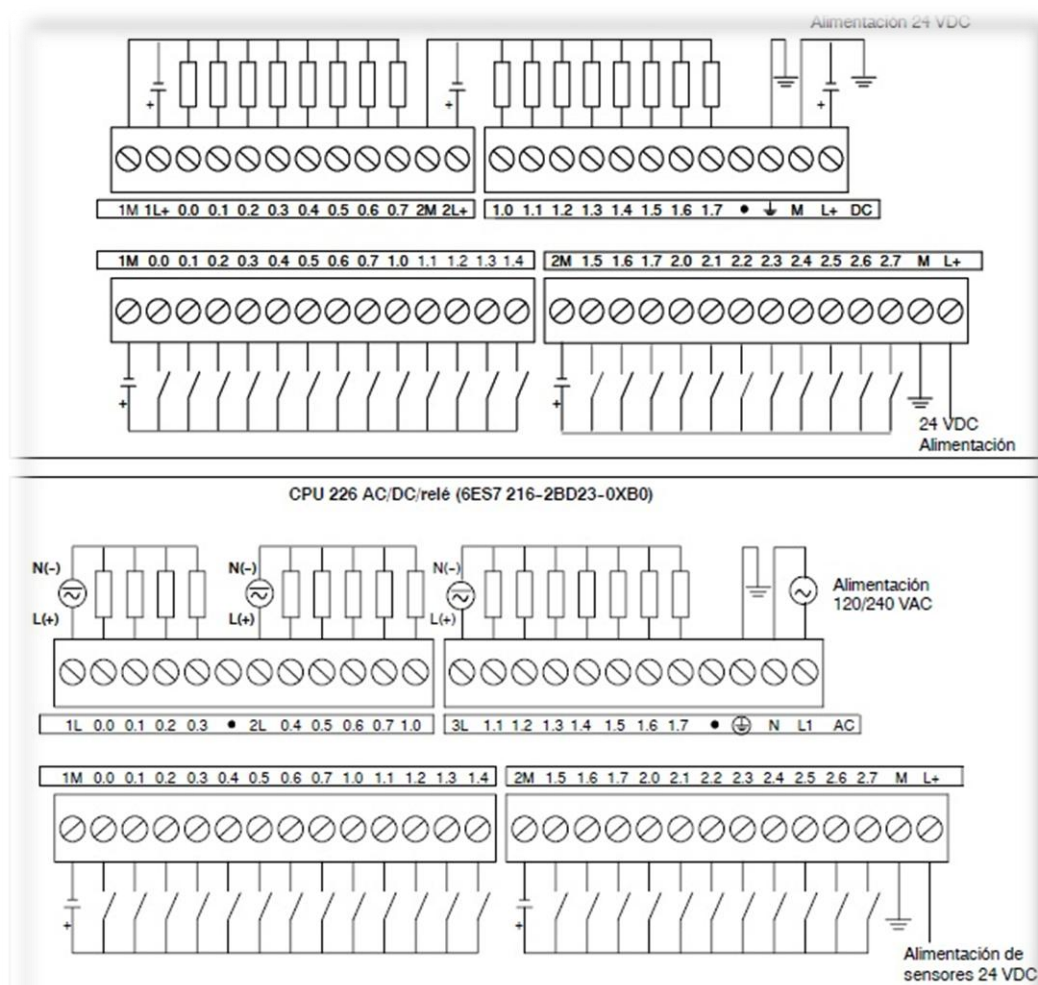 Alimentación 24 VDC
+ + +
1M 1L+ 0.0 0.1 0.2 0.3 0.4 0.5 0.6 0.7 2M 2L+ 1.0 1.1 1.2 1.3 1.4 1.5 1.6 1.7 • M L+ DC
1M 0.0 0.1 0.2 0.3 0.4 0.5 0.6 0.7 1.0 1.1 1.2 1.3 1.4 2M 1.5 1.6 1.7 2.0 2.1 2.2 2.3 2.4 2.5 2.6 2.7 M L+
+ +
24 VDC
Alimentación
CPU 226 AC/DC/relé (6ES7 216-2BD23-0XB0)
N(-) N(-) N(-)
L(+) L(+) L(+)
Alimentación
120/240 VAC
1L 0.0 0.1 0.2 0.3 • 2L 0.4 0.5 0.6 0.7 1.0 3L 1.1 1.2 1.3 1.4 1.5 1.6 1.7 • N L1 AC
1M 0.0 0.1 0.2 0.3 0.4 0.5 0.6 0.7 1.0 1.1 1.2 1.3 1.4 2M 1.5 1.6 1.7 2.0 2.1 2.2 2.3 2.4 2.5 2.6 2.7 M L+
+ +
Alimentación de
sensores 24 VDC